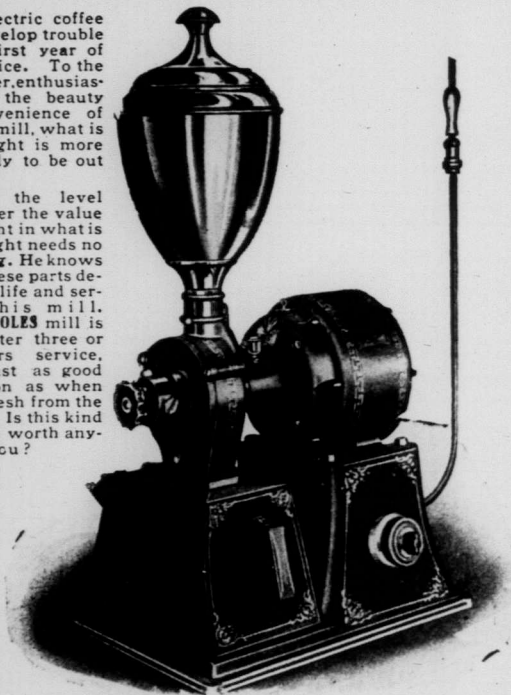 ectric coffee
elop trouble
irst year of
ice. To the
er, enthusias-
the beauty
venience of
mill, what is
ght is more
ly to be out
the level
er the value
nt in what is
ght needs no
g. He knows
ese parts de-
life and ser-
his mill.
OLES mill is
ter three or
rs service,
st as good
on as when
esh from the
Is this kind
worth any-
ou?